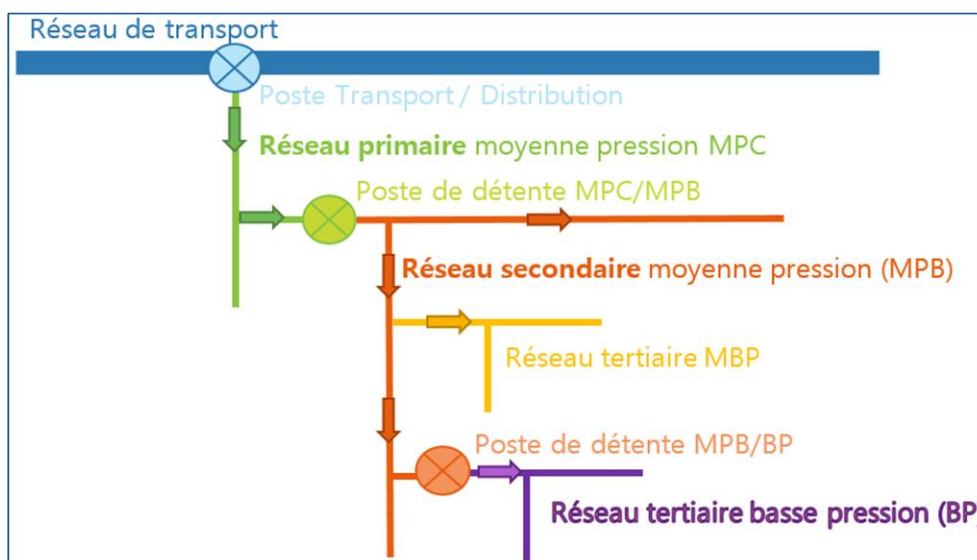 Réseau de transport
Poste Transport / Distribution
Réseau primaire moyenne pression MPC
Poste de détente MPC/MPB
Réseau secondaire moyenne pression (MPB)
Réseau tertiaire MBP
Poste de détente MPB/BP
Réseau tertiaire basse pression (BP